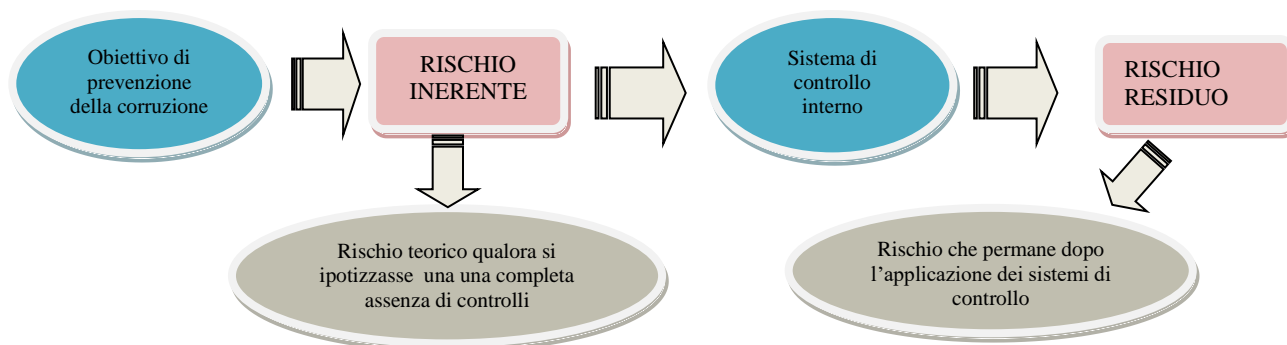 Obiettivo di
prevenzione
della corruzione
RISCHIO
INERENTE
Sistema di
controllo
interno
RISCHIO
RESIDUO
Rischio teorico qualora si
ipotizzasse una una completa
assenza di controlli
Rischio che permane dopo
l’applicazione dei sistemi di
controllo